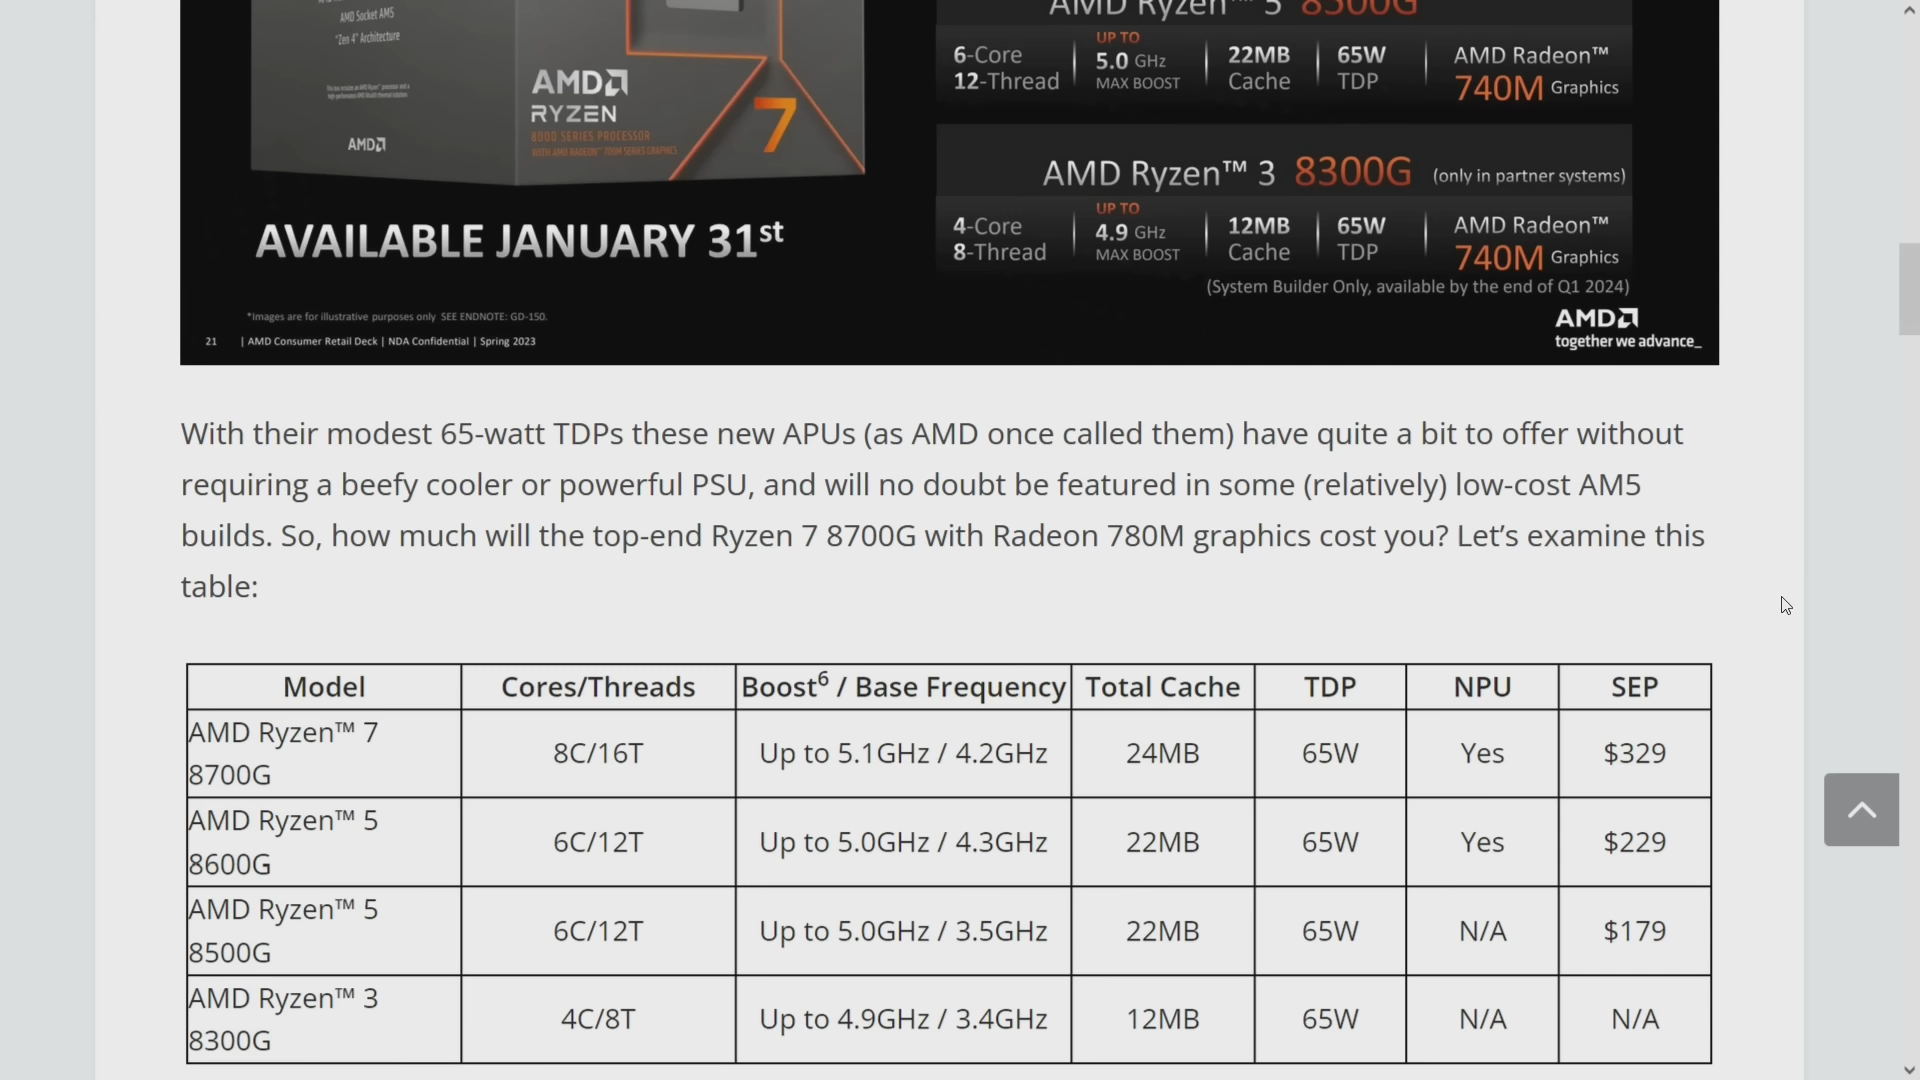 AMD Socket AM5
"Zen 4" Architecture
AMD
AMD
RYZEN
8000 SERIES PROCESSOR
WITH AMD RADEON™ 700M SERIES GRAPHICS
7
AVAILABLE JANUARY 31st
*Images are for illustrative purposes only SEE ENDNOTE: GD-150.
21 | AMD Consumer Retail Deck | NDA Confidential | Spring 2023
AMD Ryzen™ 5 8500G
6-Core
12-Thread
UP TO
5.0 GHz
MAX BOOST
22MB
Cache
65W
TDP
AMD Radeon™
740M Graphics
AMD Ryzen™ 3 8300G (only in partner systems)
4-Core
8-Thread
UP TO
4.9 GHz
MAX BOOST
12MB
Cache
65W
TDP
AMD Radeon™
740M Graphics
(System Builder Only, available by the end of Q1 2024)
AMD
together we advance_
With their modest 65-watt TDPs these new APUs (as AMD once called them) have quite a bit to offer without
requiring a beefy cooler or powerful PSU, and will no doubt be featured in some (relatively) low-cost AM5
builds. So, how much will the top-end Ryzen 7 8700G with Radeon 780M graphics cost you? Let’s examine this
table:
Model Cores/Threads Boost6 / Base Frequency Total Cache TDP NPU SEP
AMD Ryzen™ 7
8700G 8C/16T Up to 5.1GHz / 4.2GHz 24MB 65W Yes $329
AMD Ryzen™ 5
8600G 6C/12T Up to 5.0GHz / 4.3GHz 22MB 65W Yes $229
AMD Ryzen™ 5
8500G 6C/12T Up to 5.0GHz / 3.5GHz 22MB 65W N/A $179
AMD Ryzen™ 3
8300G 4C/8T Up to 4.9GHz / 3.4GHz 12MB 65W N/A N/A